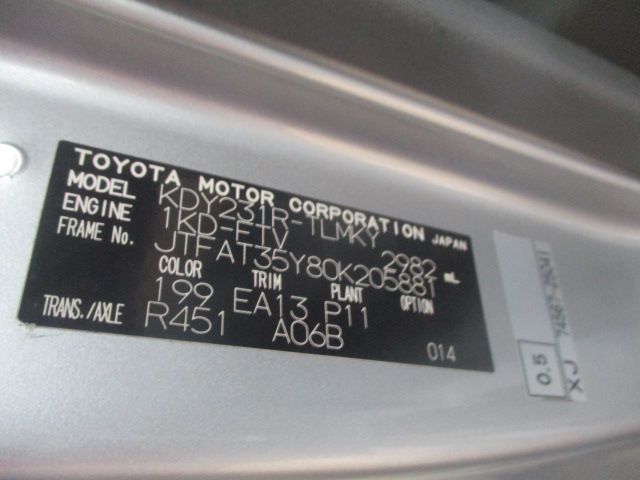 TOYOTA MOTOR CORPORATION JAPAN
MODEL KDY231R-TLMKY
ENGINE 1KD-FTV 2982 mL
FRAME No. JTFAT35Y80K205881
COLOR TRIM PLANT OPTION
199 EA13 P11
TRANS./AXLE R451 A06B
014
0.5
XJ